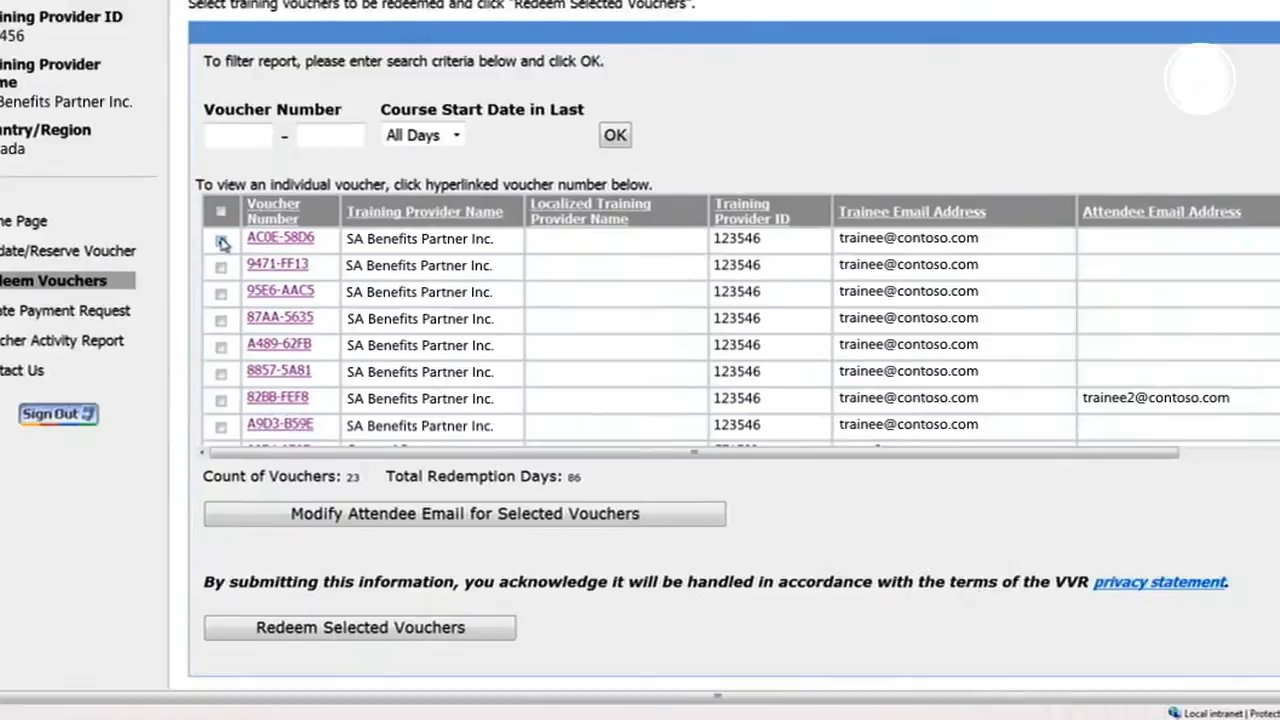 Select training vouchers to be redeemed and click "Redeem Selected Vouchers".
ining Provider ID
456
ining Provider
me
Benefits Partner Inc.
untry/Region
ada
me Page
date/Reserve Voucher
deem Vouchers
ate Payment Request
cher Activity Report
tact Us
Sign Out
To filter report, please enter search criteria below and click OK.
Voucher Number Course Start Date in Last
– All Days OK
To view an individual voucher, click hyperlinked voucher number below.
Voucher Number Training Provider Name Localized Training Provider Name Training Provider ID Trainee Email Address Attendee Email Address
AC0E-58D6 SA Benefits Partner Inc. 123546 trainee@contoso.com
9471-FF13 SA Benefits Partner Inc. 123546 trainee@contoso.com
95E6-AAC5 SA Benefits Partner Inc. 123546 trainee@contoso.com
87AA-5635 SA Benefits Partner Inc. 123546 trainee@contoso.com
A489-62FB SA Benefits Partner Inc. 123546 trainee@contoso.com
8857-5A81 SA Benefits Partner Inc. 123546 trainee@contoso.com
82BB-FEF8 SA Benefits Partner Inc. 123546 trainee@contoso.com trainee2@contoso.com
A9D3-B59E SA Benefits Partner Inc. 123546 trainee@contoso.com
Count of Vouchers: 23 Total Redemption Days: 86
Modify Attendee Email for Selected Vouchers
By submitting this information, you acknowledge it will be handled in accordance with the terms of the VVR privacy statement.
Redeem Selected Vouchers
Local intranet | Protect